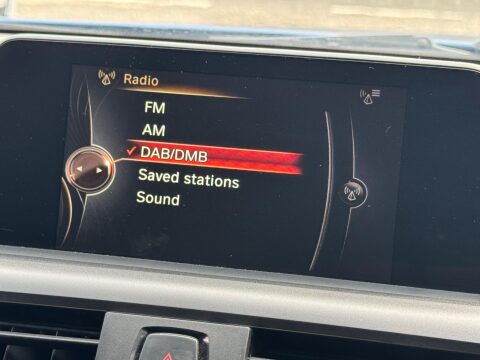 Radio
FM
AM
DAB/DMB
Saved stations
Sound